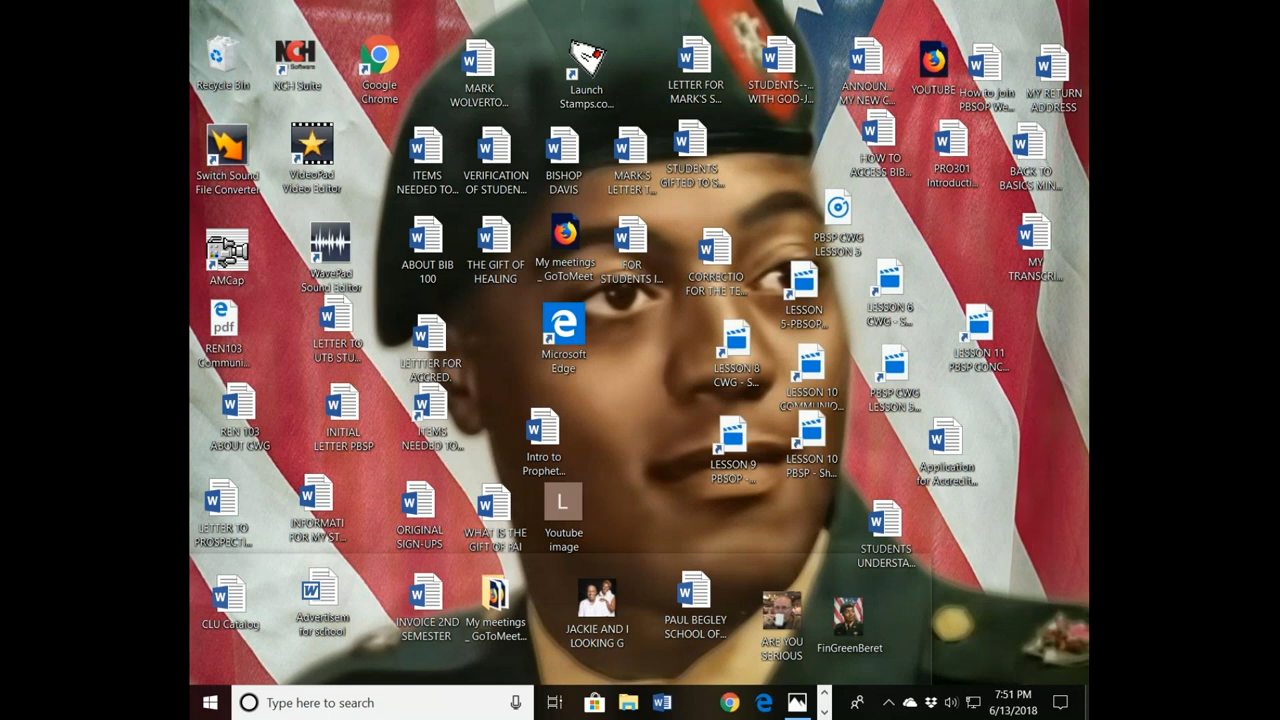 Recycle Bin
NCH
Software
NCH Suite
Google
Chrome
MARK
WOLVERTO...
Launch
Stamps.co...
LETTER FOR
MARK'S S...
STUDENTS--...
WITH GOD-J...
ANNOUN...
MY NEW C...
YOUTUBE
How to join
PBSOP We...
MY RETURN
ADDRESS
Switch Sound
File Converter
VideoPad
Video Editor
ITEMS
NEEDED TO...
VERIFICATION
OF STUDEN...
BISHOP
DAVIS
MARK'S
LETTER T...
STUDENTS
GIFTED TO S...
HOW TO
ACCESS BIB...
PRO301
Introducti...
BACK TO
BASICS MIN...
AMCap
WavePad
Sound Editor
ABOUT BIB
100
THE GIFT OF
HEALING
My meetings
_ GoToMeet...
FOR
STUDENTS I...
CORRECTIO
FOR THE TE...
PBSP CWG
LESSON 5
LESSON
5-PBSOP...
LESSON 6
CWG - S...
MY
TRANSCRI...
pdf
REN103
Communi...
LETTER TO
UTB STU...
LETTTER FOR
ACCRED.
Microsoft
Edge
LESSON 8
CWG - S...
LESSON 10
COMMUNIO...
PBSP CWG
LESSON 3...
LESSON 11
PBSP CONC...
REN 103
ABOUT CWG
INITIAL
LETTER PBSP
ITEMS
NEEDED TO...
Intro to
Prophet...
LESSON 9
PBSOP -...
LESSON 10
PBSP - Sh...
Application
for Accredit...
LETTER TO
PROSPECTI...
INFORMATI
FOR MY ST...
ORIGINAL
SIGN-UPS
WHAT IS THE
GIFT OF FAI
L
Youtube
image
STUDENTS
UNDERSTA...
CLU Catalog
Advertisem
for school
INVOICE 2ND
SEMESTER
My meetings
_ GoToMeet...
JACKIE AND I
LOOKING G
PAUL BEGLEY
SCHOOL OF...
ARE YOU
SERIOUS
FinGreenBeret
Type here to search
7:51 PM
6/13/2018